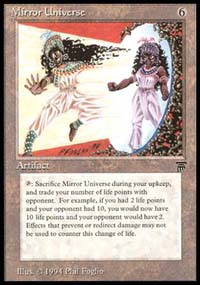 Mirror Universe 6
Artifact
: Sacrifice Mirror Universe during your upkeep,
and trade your number of life points with
opponent. For example, if you had 2 life points
and your opponent had 10, you would now have
10 life points and your opponent would have 2.
Effects that prevent or redirect damage may not
be used to counter this change of life.
Illus. © 1994 Phil Foglio